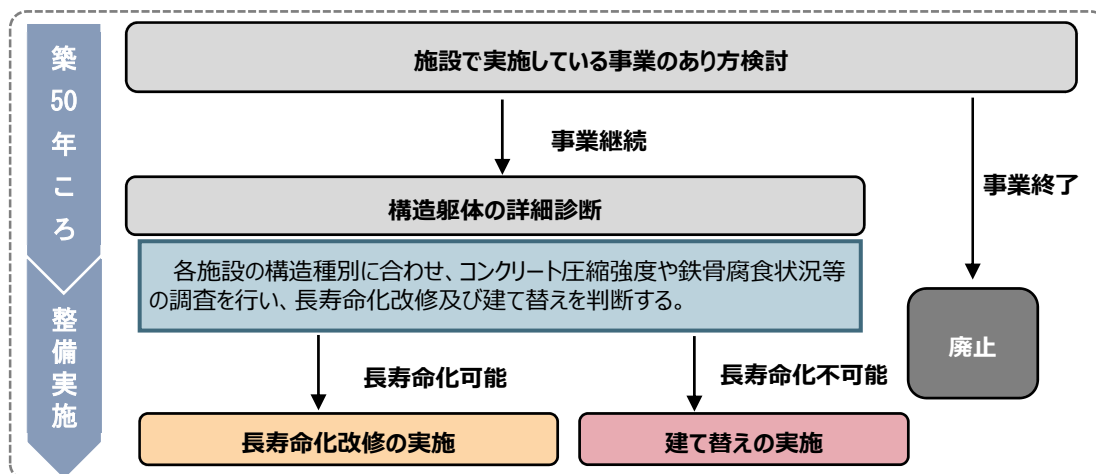 築50年ころ
施設で実施している事業のあり方検討
事業継続
事業終了
構造躯体の詳細診断
各施設の構造種別に合わせ、コンクリート圧縮強度や鉄骨腐食状況等
の調査を行い、長寿命化改修及び建て替えを判断する。
整備実施
廃止
長寿命化可能
長寿命化不可能
長寿命化改修の実施
建て替えの実施